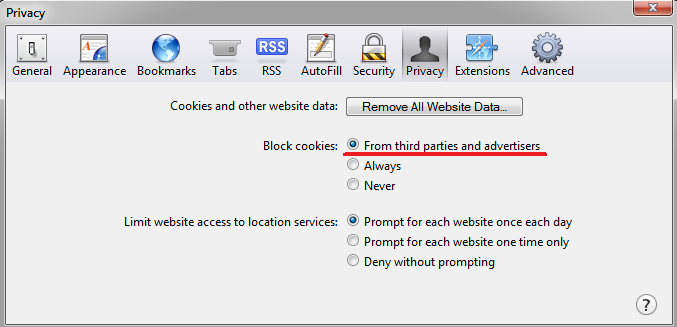 Privacy
RSS
General Appearance Bookmarks Tabs RSS AutoFill Security Privacy Extensions Advanced
Cookies and other website data: Remove All Website Data...
Block cookies: From third parties and advertisers
Always
Never
Limit website access to location services: Prompt for each website once each day
Prompt for each website one time only
Deny without prompting
?